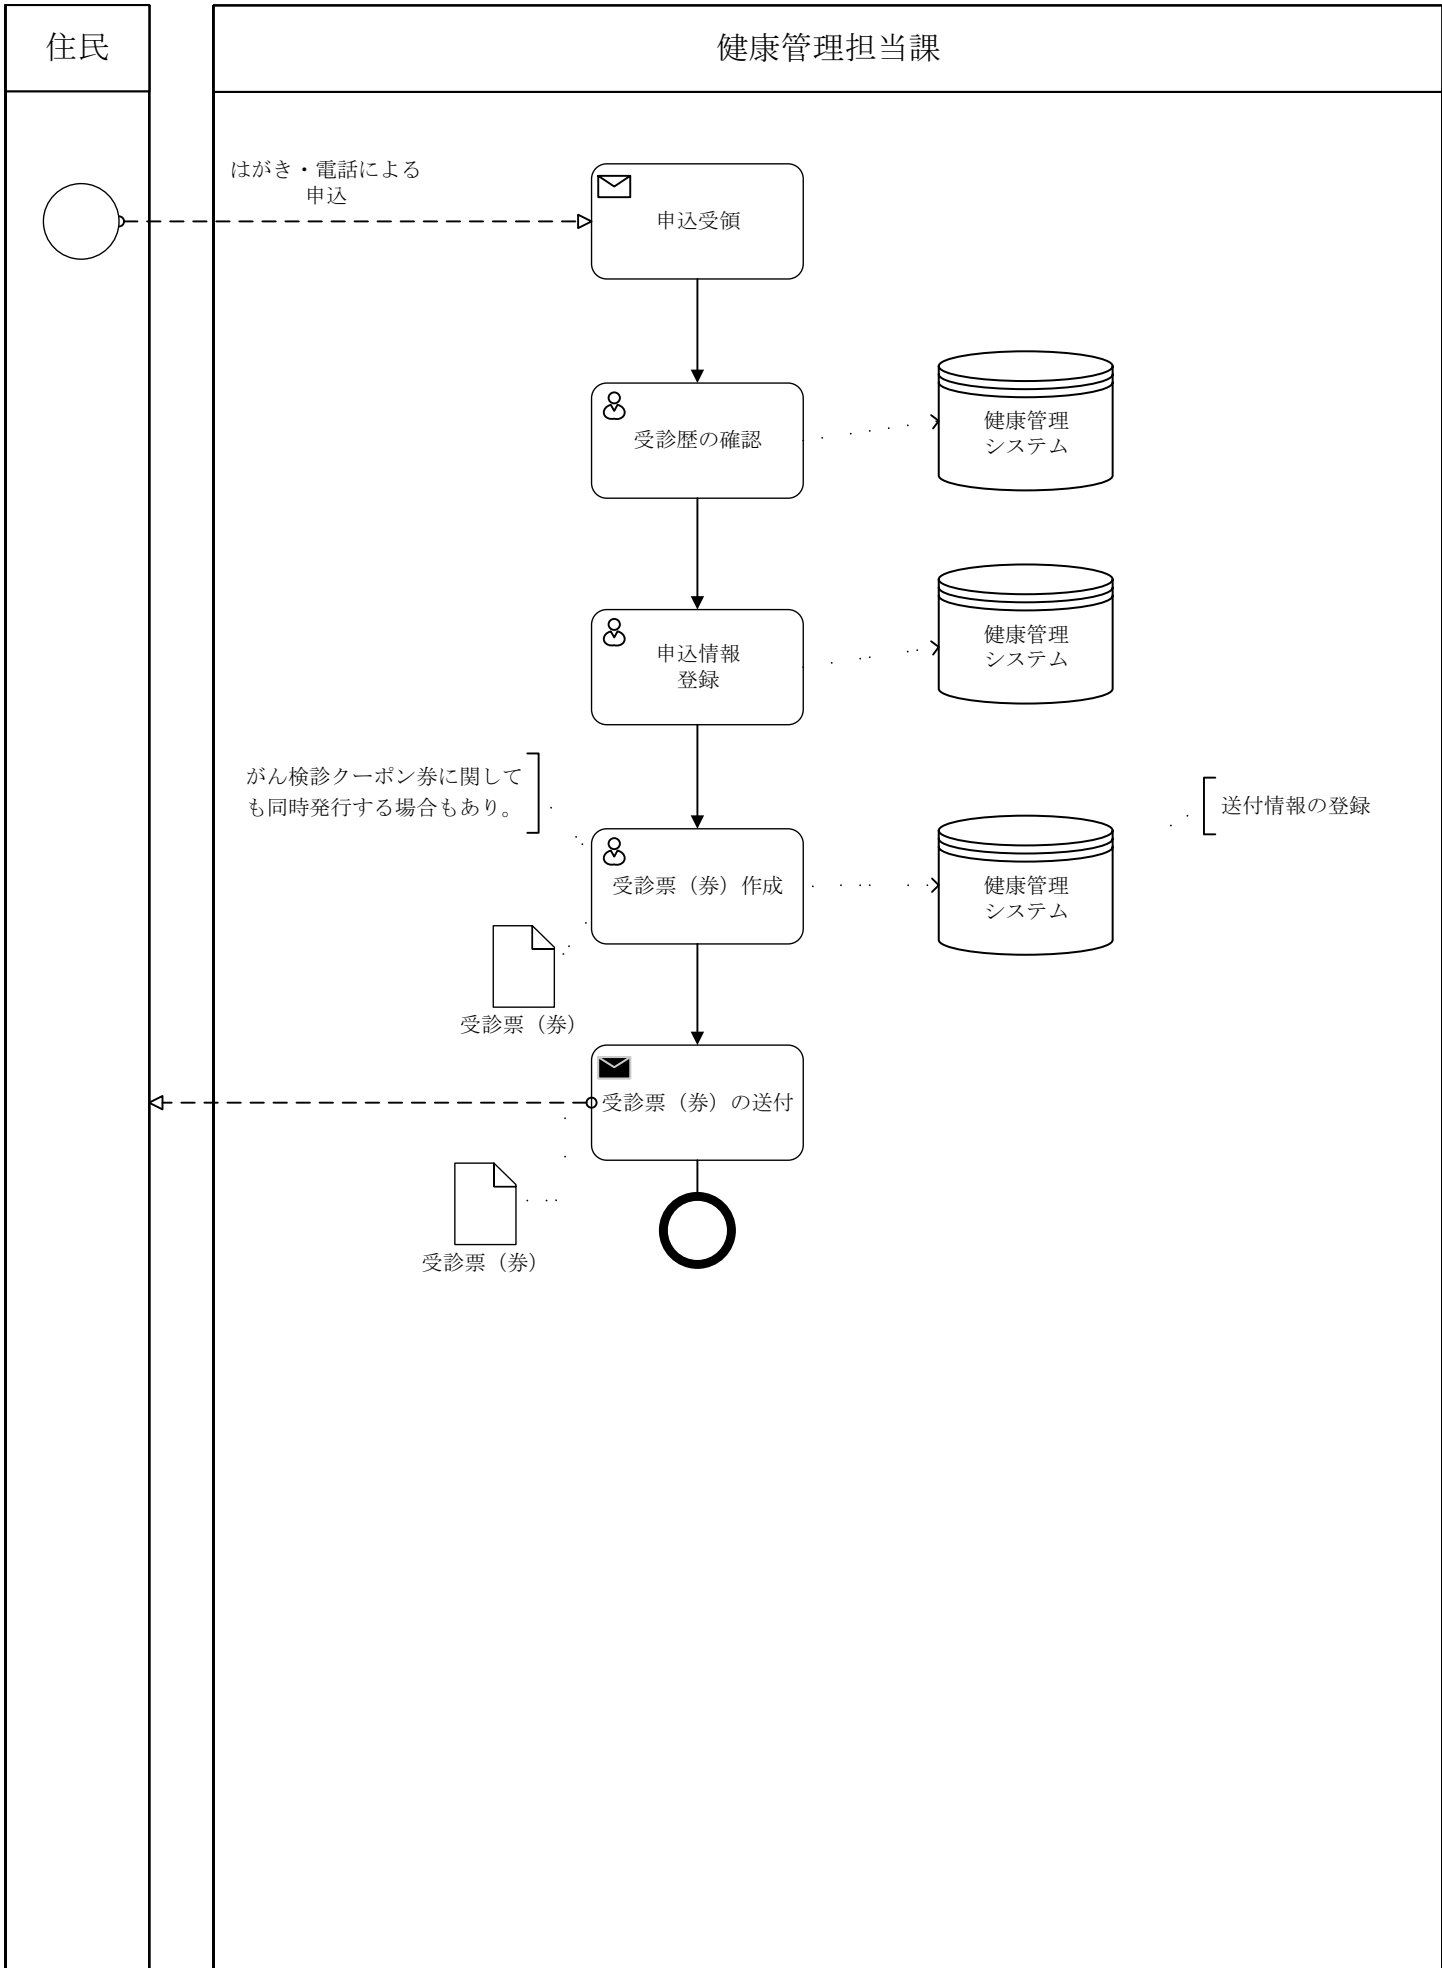 住民
健康管理担当課
はがき・電話による
申込
申込受領
受診歴の確認
健康管理
システム
申込情報
登録
健康管理
システム
がん検診クーポン券に関して
も同時発行する場合もあり。
送付情報の登録
受診票（券）作成
健康管理
システム
受診票（券）
受診票（券）の送付
受診票（券）